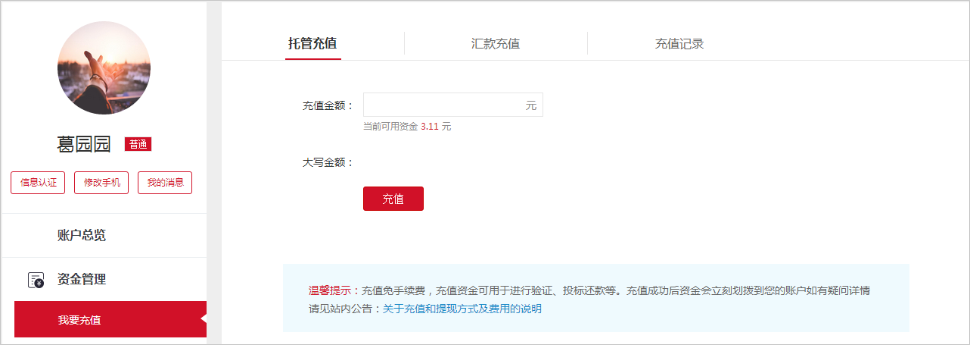 葛园园 普通
信息认证 修改手机 我的消息
账户总览
资金管理
我要充值
托管充值 汇款充值 充值记录
充值金额： 元
当前可用资金 3.11 元
大写金额：
充值
温馨提示：充值免手续费，充值资金可用于进行验证、投标还款等。充值成功后资金会立刻划拨到您的账户如有疑问详情
请见站内公告：关于充值和提现方式及费用的说明